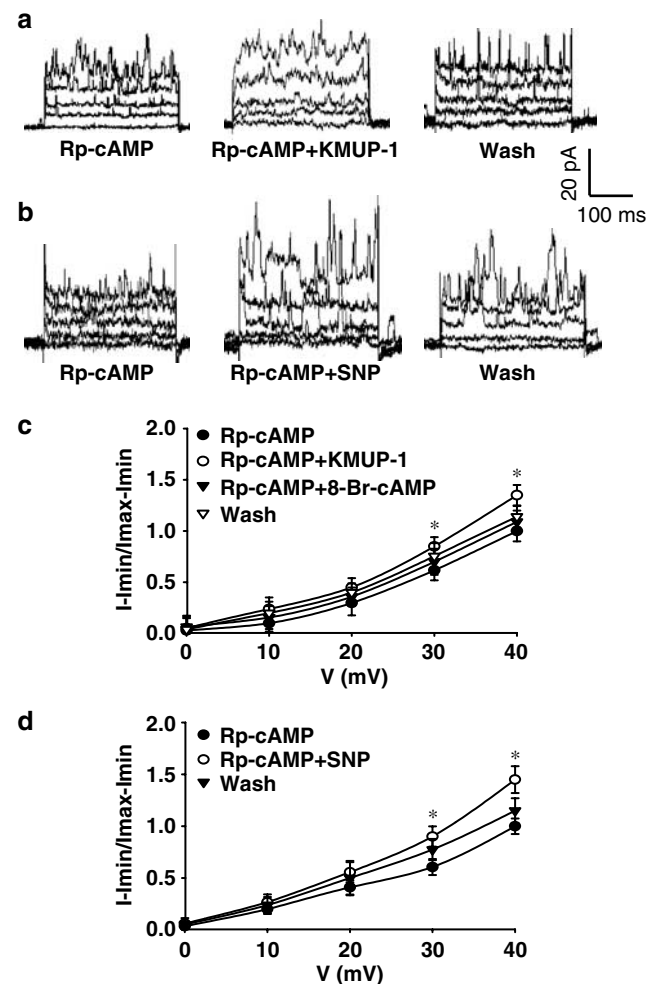 a
Rp-cAMP Rp-cAMP+KMUP-1 Wash
20 pA
100 ms
b
Rp-cAMP Rp-cAMP+SNP Wash
c
2.0
1.5
1.0
0.5
0.0
I-Imin/Imax-Imin
Rp-cAMP
Rp-cAMP+KMUP-1
Rp-cAMP+8-Br-cAMP
Wash
* *
0 10 20 30 40
V (mV)
d
2.0
1.5
1.0
0.5
0.0
I-Imin/Imax-Imin
Rp-cAMP
Rp-cAMP+SNP
Wash
* *
0 10 20 30 40
V (mV)